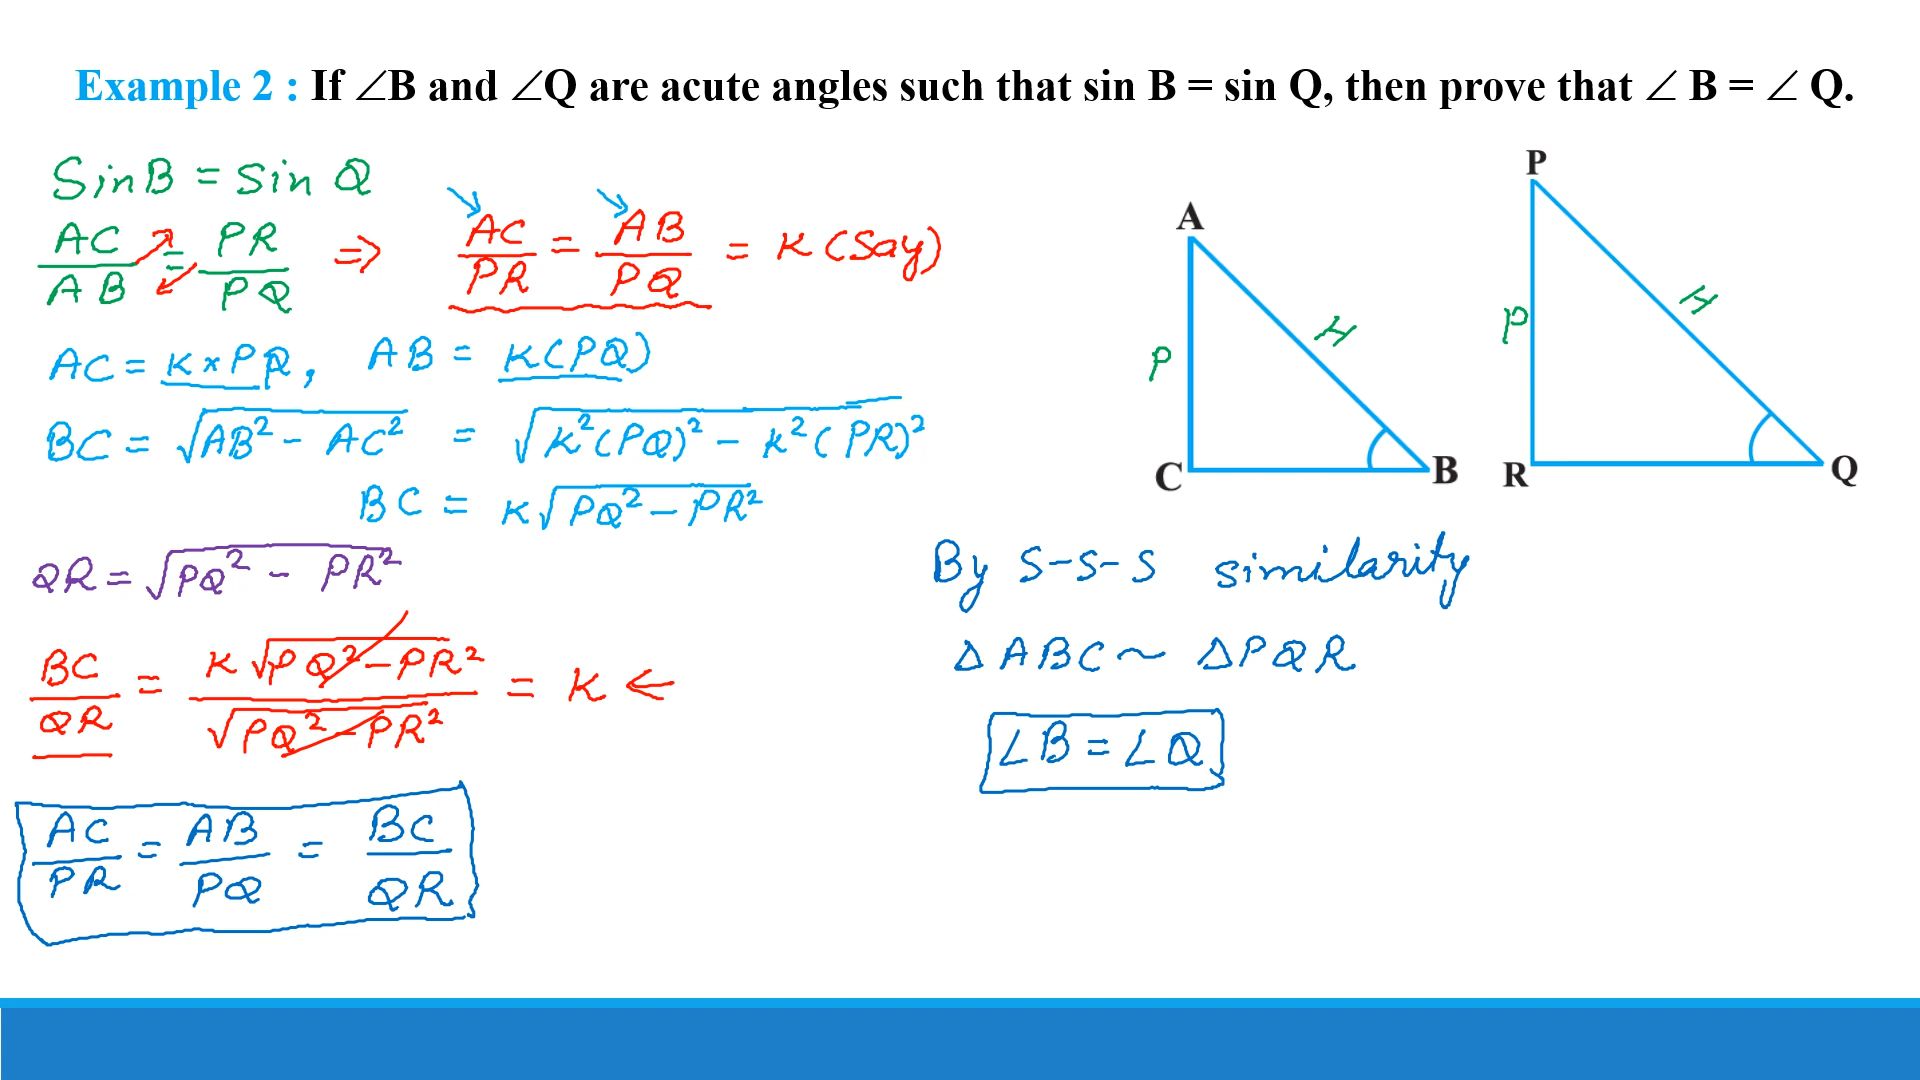 Example 2 : If ∠B and ∠Q are acute angles such that sin B = sin Q, then prove that ∠ B = ∠ Q.
SinB = Sin Q
AC/AB = PR/PQ ⇒ AC/PR = AB/PQ = K (Say)
AC = K × PR, AB = K(PQ)
BC = √AB² - AC² = √K²(PQ)² - K²(PR)²
BC = K√PQ² - PR²
QR = √PQ² - PR²
BC/QR = K√PQ² - PR²/√PQ² - PR² = K ←
AC/PR = AB/PQ = BC/QR
A
P
H
C
B
P
P
H
R
Q
By S-S-S similarity
Δ ABC ~ ΔPQR
∠B = ∠Q